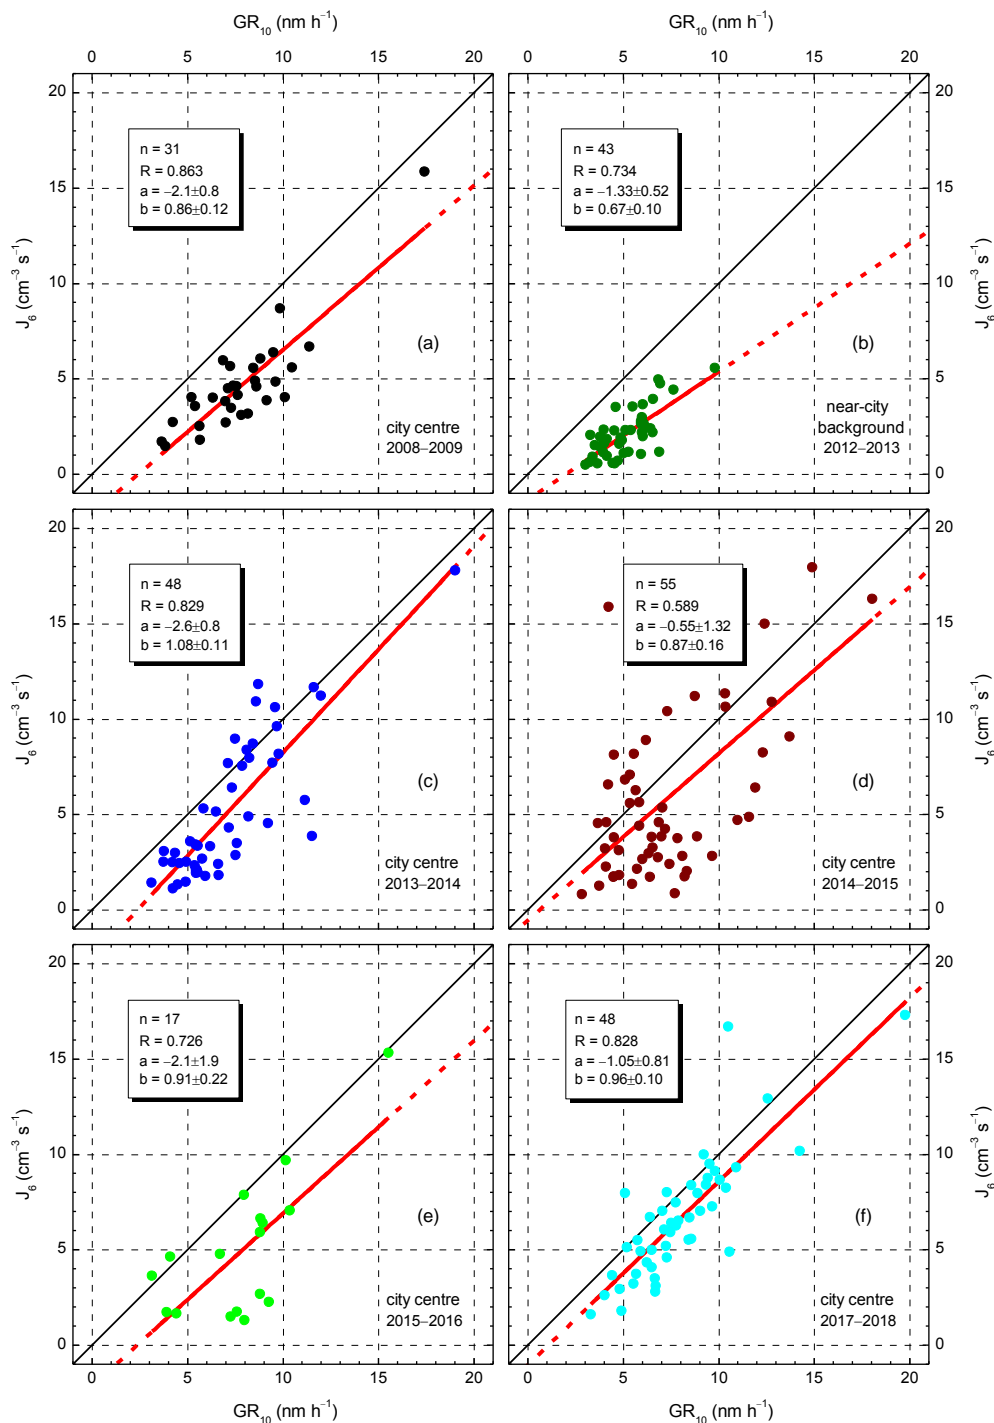 GR₁₀ (nm h⁻¹) GR₁₀ (nm h⁻¹)
0 5 10 15 20 0 5 10 15 20
20 20
n = 31
R = 0.863
a = −2.1±0.8
b = 0.86±0.12
n = 43
R = 0.734
a = −1.33±0.52
b = 0.67±0.10
15 15
J₆ (cm⁻³ s⁻¹) J₆ (cm⁻³ s⁻¹)
10 10
(a) (b)
5 5
city centre
2008–2009
near-city
background
2012–2013
0 0
20 20
n = 48
R = 0.829
a = −2.6±0.8
b = 1.08±0.11
n = 55
R = 0.589
a = −0.55±1.32
b = 0.87±0.16
15 15
J₆ (cm⁻³ s⁻¹) J₆ (cm⁻³ s⁻¹)
10 10
(c) (d)
5 5
city centre
2013–2014
city centre
2014–2015
0 0
20 20
n = 17
R = 0.726
a = −2.1±1.9
b = 0.91±0.22
n = 48
R = 0.828
a = −1.05±0.81
b = 0.96±0.10
15 15
J₆ (cm⁻³ s⁻¹) J₆ (cm⁻³ s⁻¹)
10 10
(e) (f)
5 5
city centre
2015–2016
city centre
2017–2018
0 0
0 5 10 15 20 0 5 10 15 20
GR₁₀ (nm h⁻¹) GR₁₀ (nm h⁻¹)